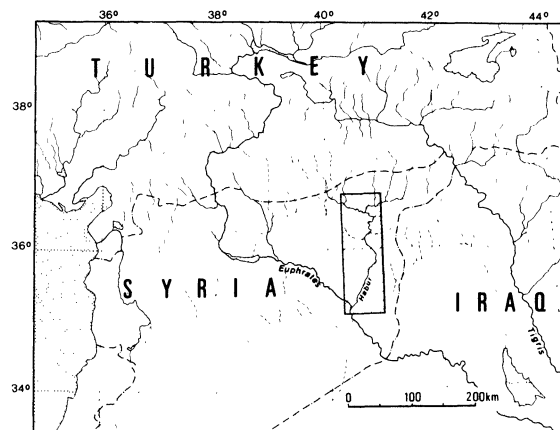 36° 38° 40° 42° 44°
T U R K E Y
38°
36°
Euphrates
Habur
S Y R I A
I R A Q
Tigris
34°
0 100 200km